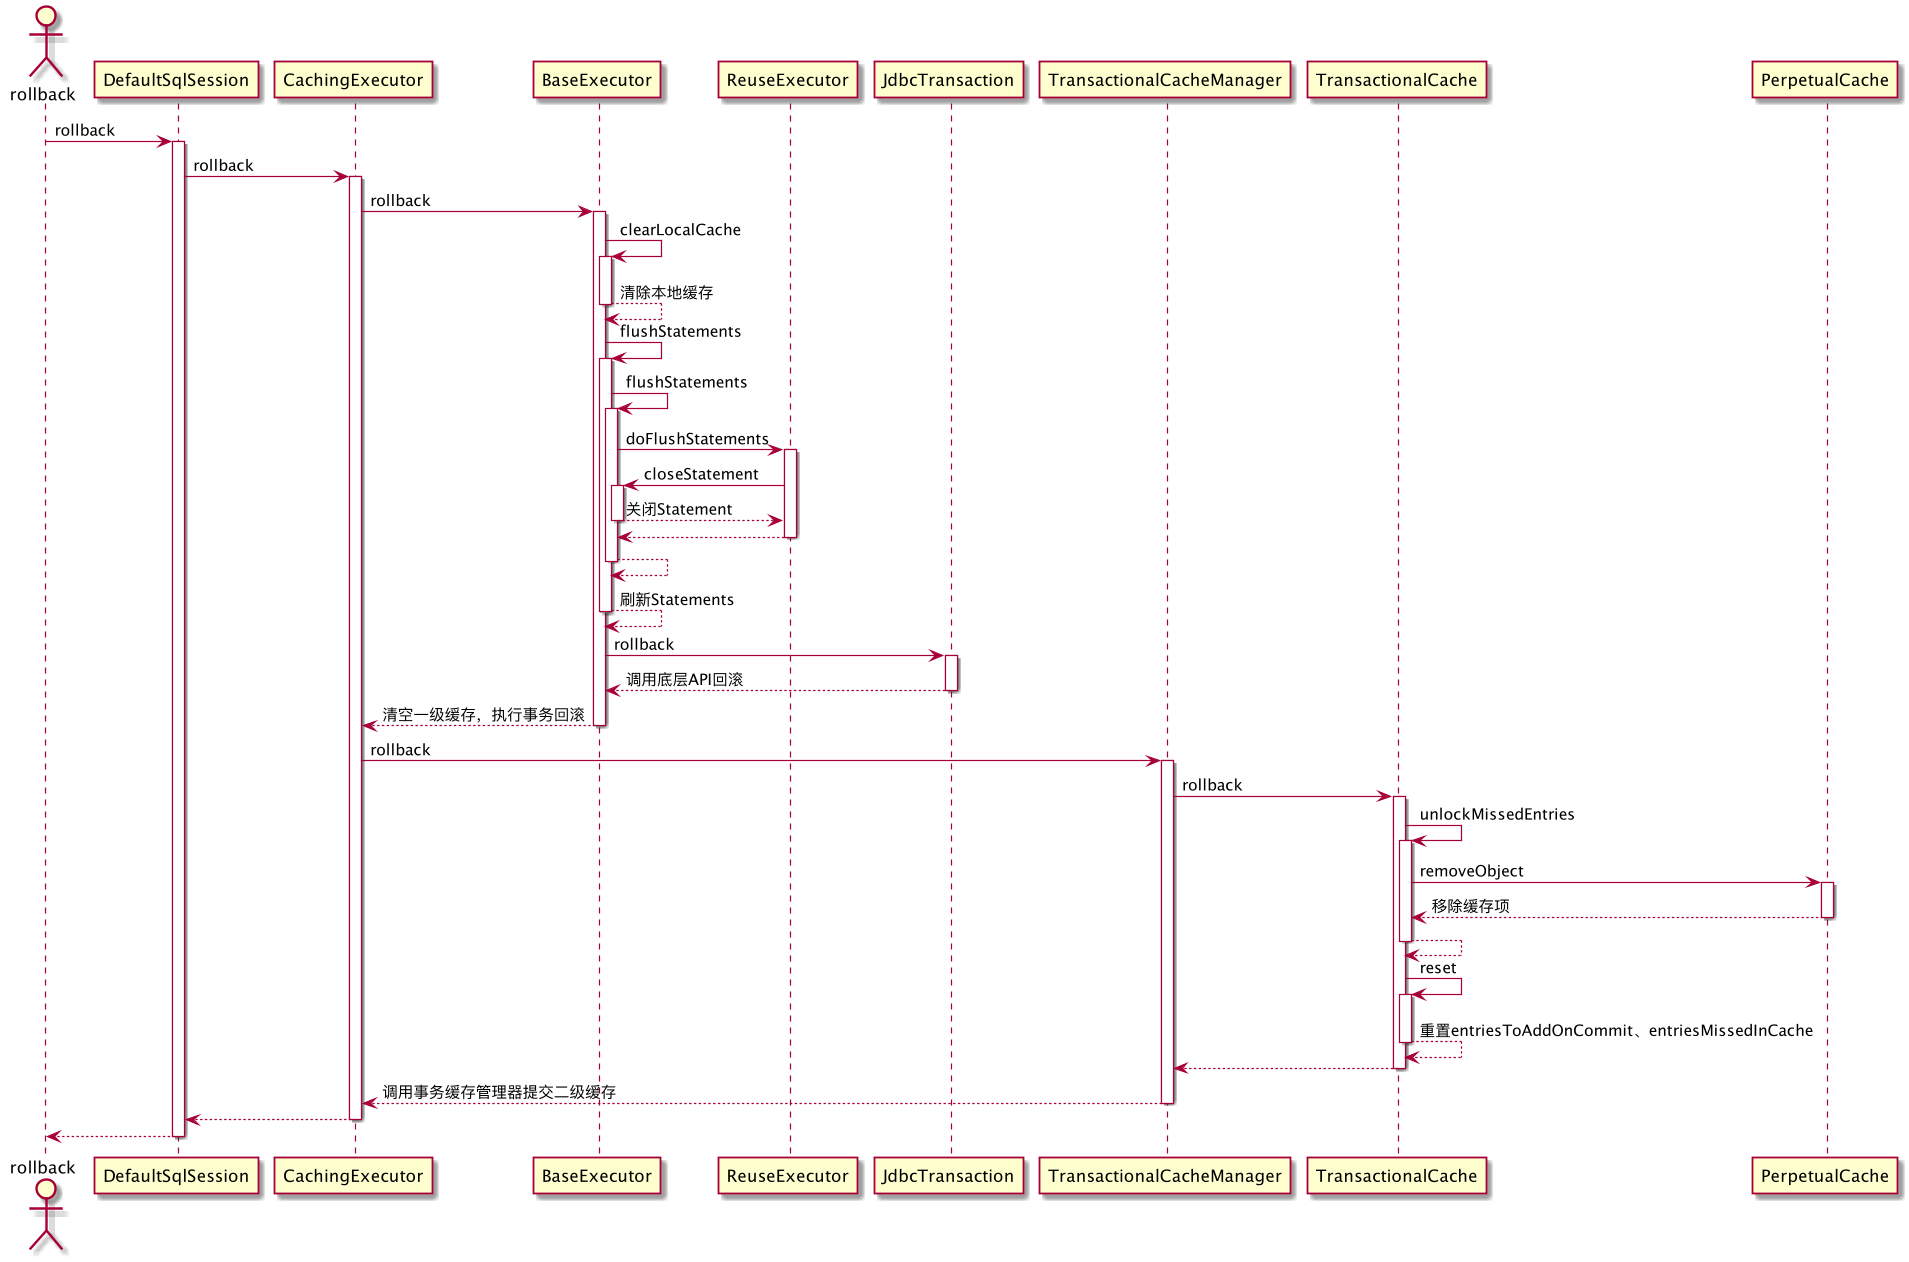 rollback
DefaultSqlSession
CachingExecutor
BaseExecutor
ReuseExecutor
JdbcTransaction
TransactionalCacheManager
TransactionalCache
PerpetualCache
rollback
rollback
rollback
clearLocalCache
清除本地缓存
flushStatements
flushStatements
doFlushStatements
closeStatement
关闭Statement
刷新Statements
rollback
调用底层API回滚
清空一级缓存，执行事务回滚
rollback
rollback
unlockMissedEntries
removeObject
移除缓存项
reset
重置entriesToAddOnCommit、entriesMissedInCache
调用事务缓存管理器提交二级缓存
rollback
DefaultSqlSession
CachingExecutor
BaseExecutor
ReuseExecutor
JdbcTransaction
TransactionalCacheManager
TransactionalCache
PerpetualCache